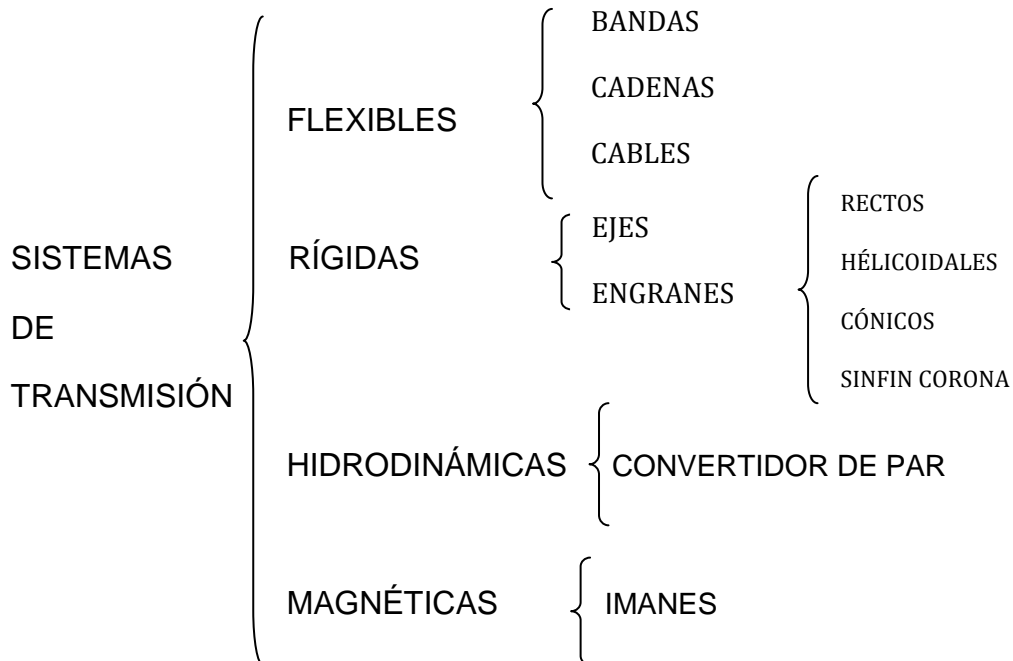 SISTEMAS
DE
TRANSMISIÓN
FLEXIBLES
BANDAS
CADENAS
CABLES
RÍGIDAS
EJES
ENGRANES
RECTOS
HÉLICOIDALES
CÓNICOS
SINFIN CORONA
HIDRODINÁMICAS
CONVERTIDOR DE PAR
MAGNÉTICAS
IMANES